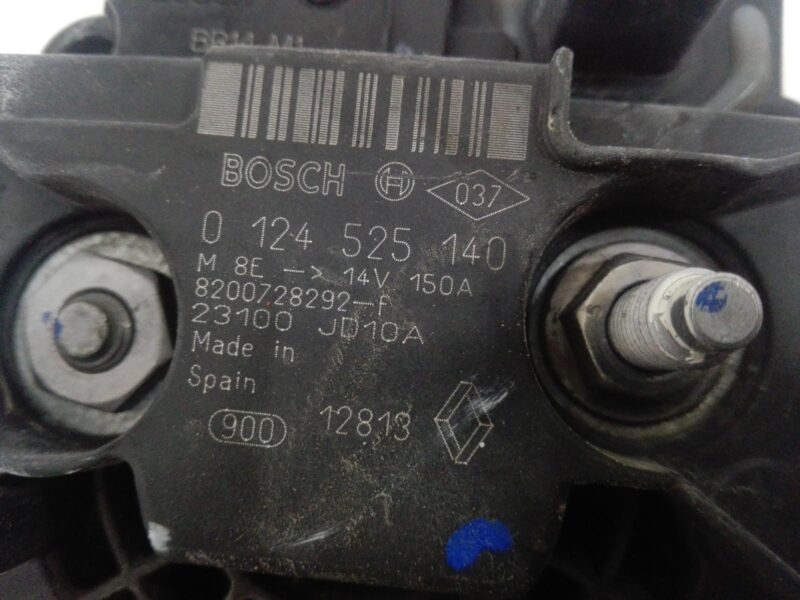 BOSCH 037
0 124 525 140
M 8E -> 14V 150A
8200728292-F
23100 JD10A
Made in
Spain
900 12813